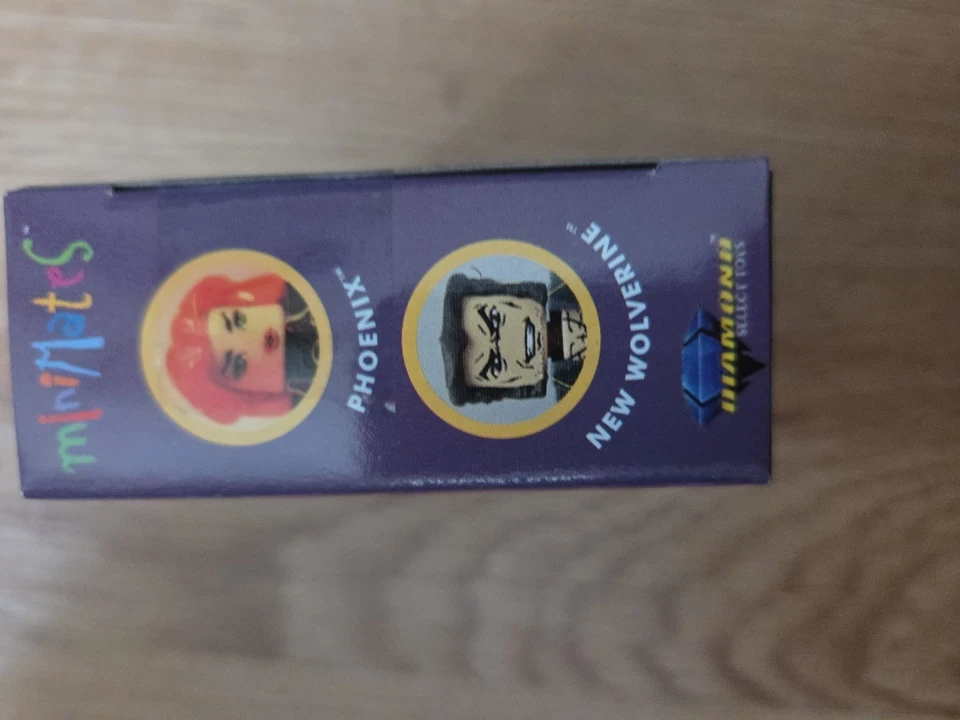 miniMates
PHOENIX™
NEW WOLVERINE™
DIAMOND
SELECT TOYS